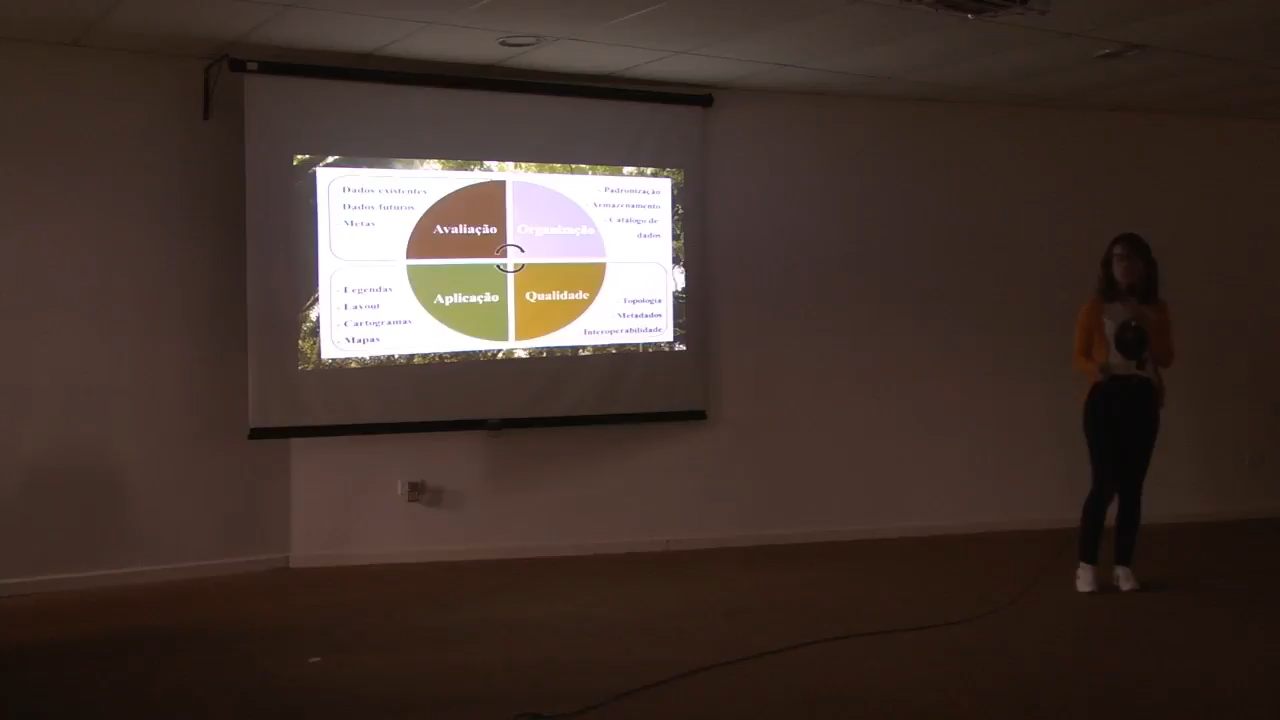 Dados existentes
Dados futuros
Metas
Avaliação
Organização
- Padronização
Armazenamento
- Catálogo de
dados
- Legendas
- Layout
- Cartogramas
- Mapas
Aplicação
Qualidade
- Topologia
- Metadados
Interoperabilidade